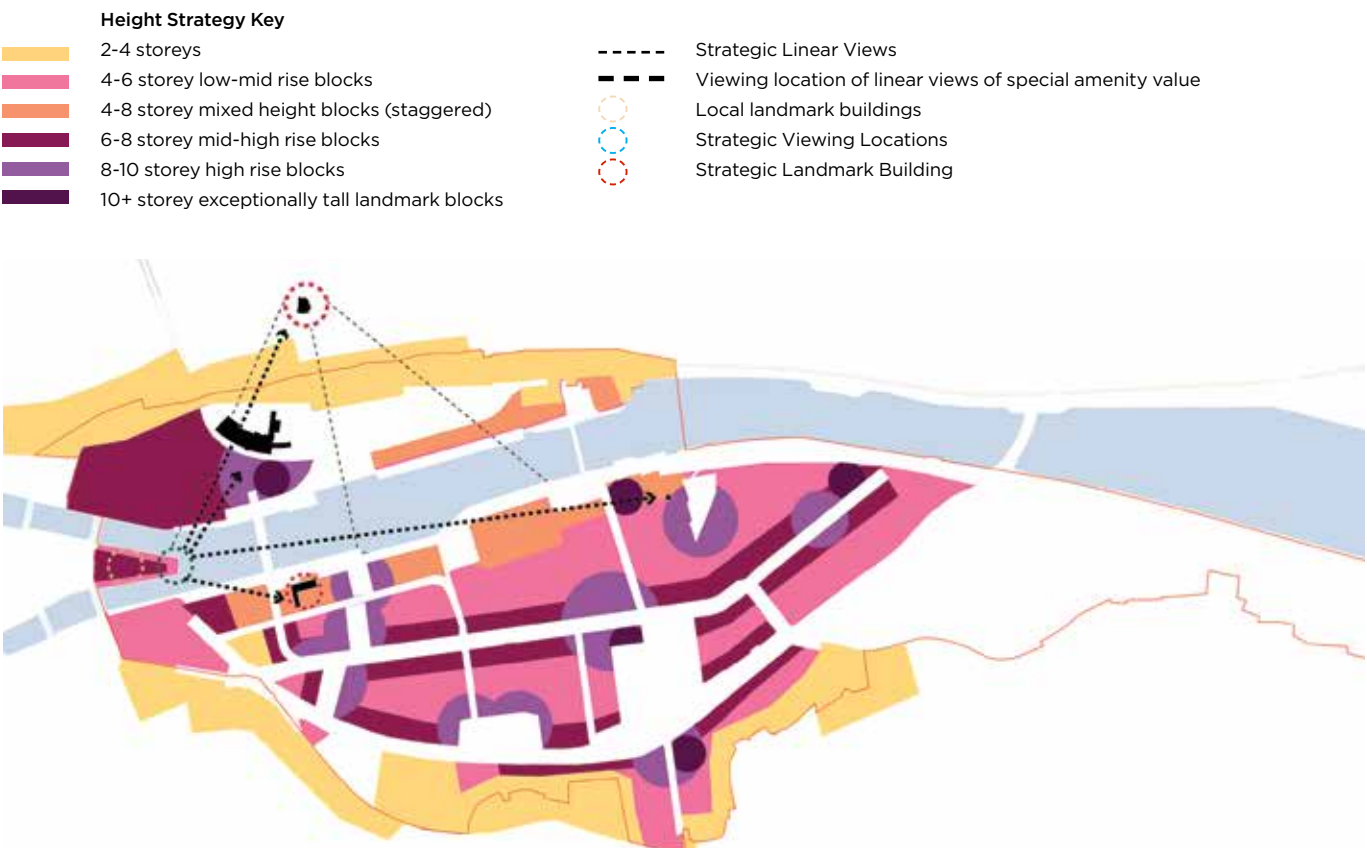 Height Strategy Key
2-4 storeys
4-6 storey low-mid rise blocks
4-8 storey mixed height blocks (staggered)
6-8 storey mid-high rise blocks
8-10 storey high rise blocks
10+ storey exceptionally tall landmark blocks
Strategic Linear Views
Viewing location of linear views of special amenity value
Local landmark buildings
Strategic Viewing Locations
Strategic Landmark Building